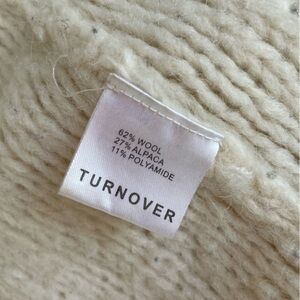 62% WOOL
27% ALPACA
11% POLYAMIDE
TURNOVER